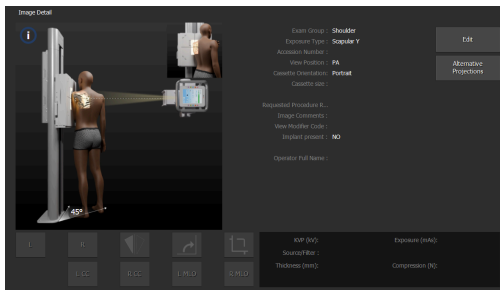 Image Detail
i
45°
Exam Group : Shoulder
Exposure Type : Scapular Y
Accession Number :
View Position : PA
Cassette Orientation: Portrait
Cassette size :
Requested Procedure R...
Image Comments :
View Modifier Code :
Implant present : NO
Operator Full Name :
Edit
Alternative
Projections
L
R
L CC
R CC
L MLO
R MLO
KVP (kV):
Exposure (mAs):
Source/Filter :
Thickness (mm):
Compression (N):